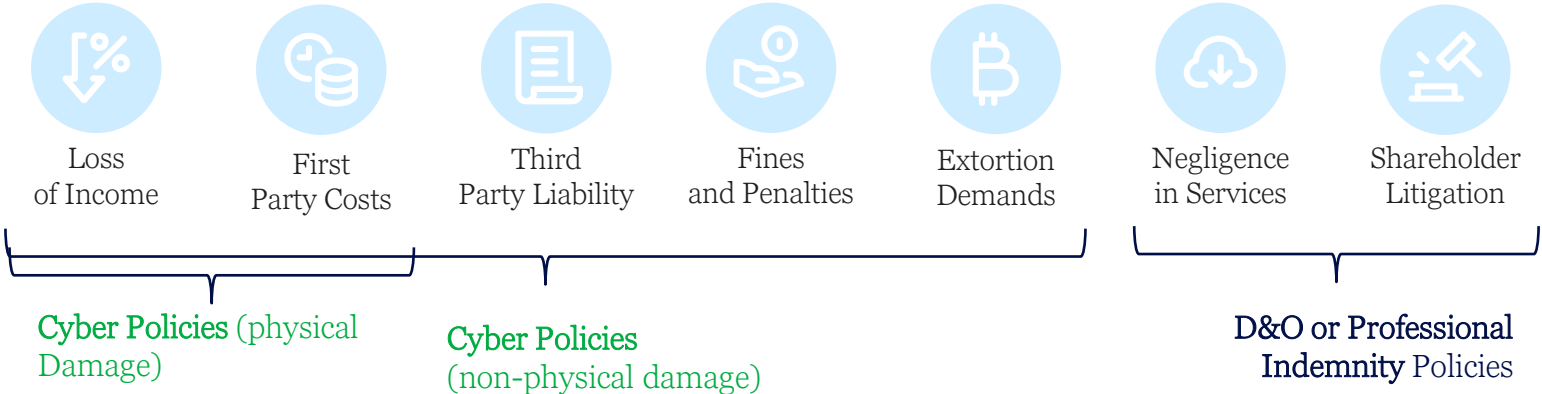 Loss
of Income
First
Party Costs
Third
Party Liability
Fines
and Penalties
Extortion
Demands
Negligence
in Services
Shareholder
Litigation
Cyber Policies (physical
Damage)
Cyber Policies
(non-physical damage)
D&O or Professional
Indemnity Policies